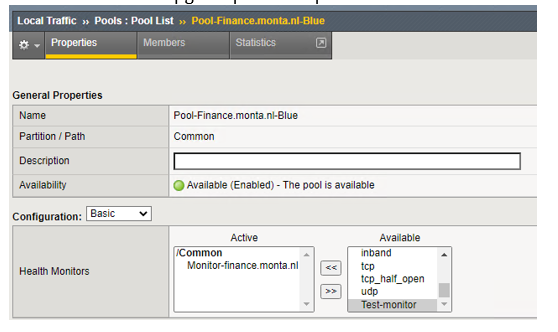 Local Traffic ›› Pools : Pool List ›› Pool-Finance.monta.nl-Blue
Properties Members Statistics
General Properties
Name Pool-Finance.monta.nl-Blue
Partition / Path Common
Description
Availability Available (Enabled) - The pool is available
Configuration: Basic
Active Available
Health Monitors
/Common
Monitor-finance.monta.nl
<<
>>
inband
tcp
tcp_half_open
udp
Test-monitor